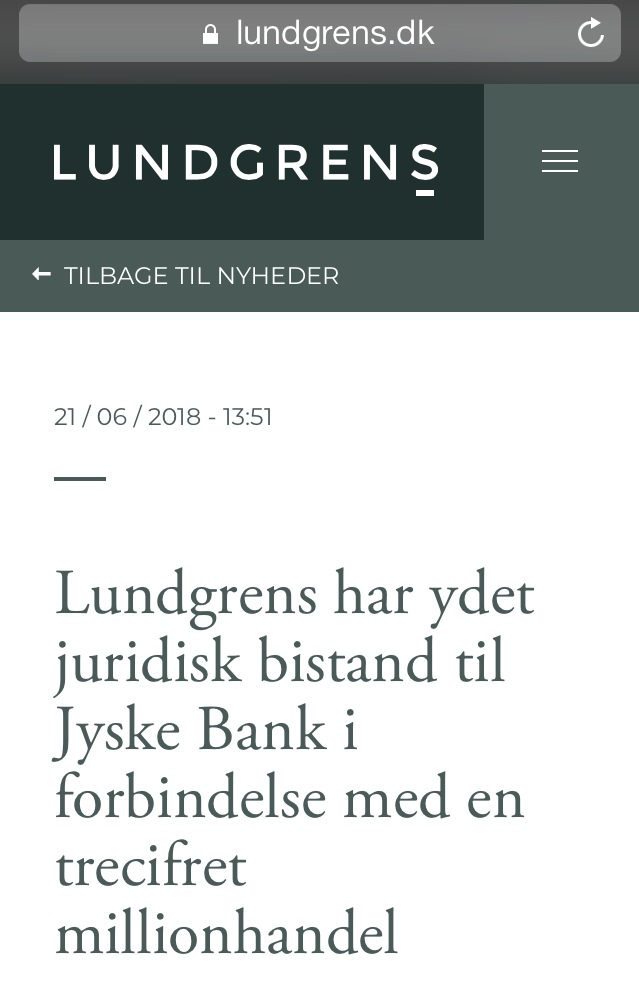 lundgrens.dk
LUNDGRENS
TILBAGE TIL NYHEDER
21 / 06 / 2018 - 13:51
Lundgrens har ydet
juridisk bistand til
Jyske Bank i
forbindelse med en
trecifret
millionhandel